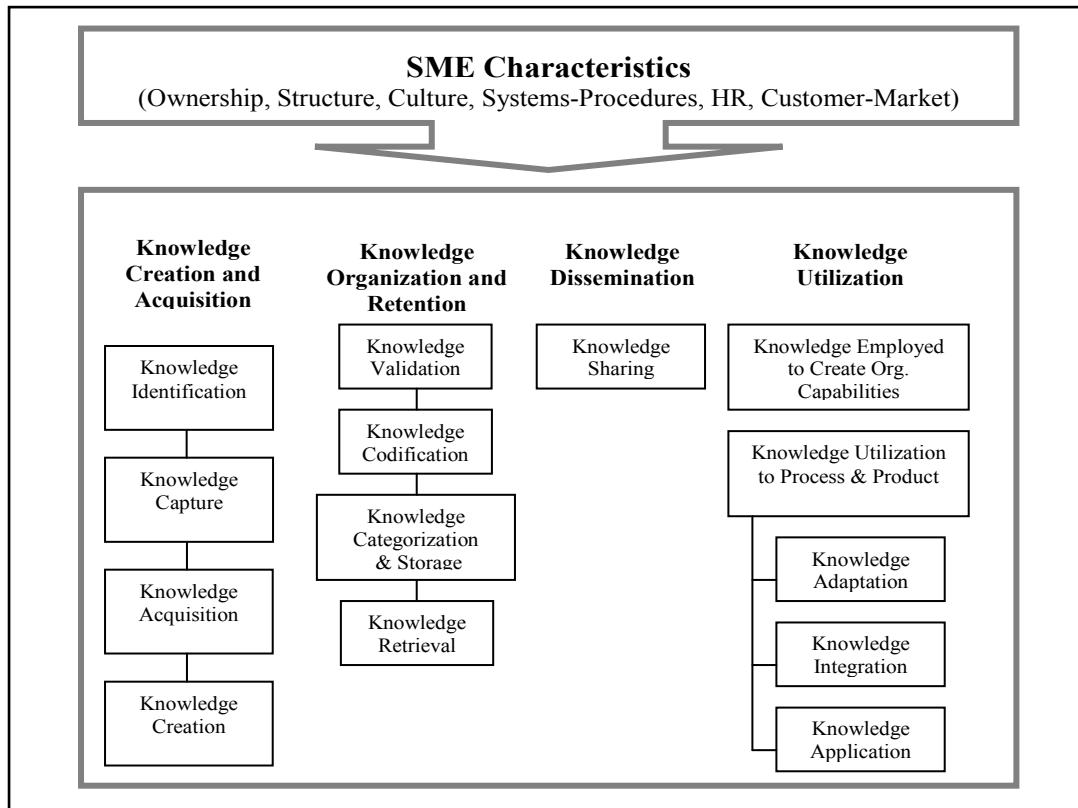 SME Characteristics
(Ownership, Structure, Culture, Systems-Procedures, HR, Customer-Market)
Knowledge
Creation and
Acquisition
Knowledge
Identification
Knowledge
Capture
Knowledge
Acquisition
Knowledge
Creation
Knowledge
Organization and
Retention
Knowledge
Validation
Knowledge
Codification
Knowledge
Categorization
& Storage
Knowledge
Retrieval
Knowledge
Dissemination
Knowledge
Sharing
Knowledge
Utilization
Knowledge Employed
to Create Org.
Capabilities
Knowledge Utilization
to Process & Product
Knowledge
Adaptation
Knowledge
Integration
Knowledge
Application